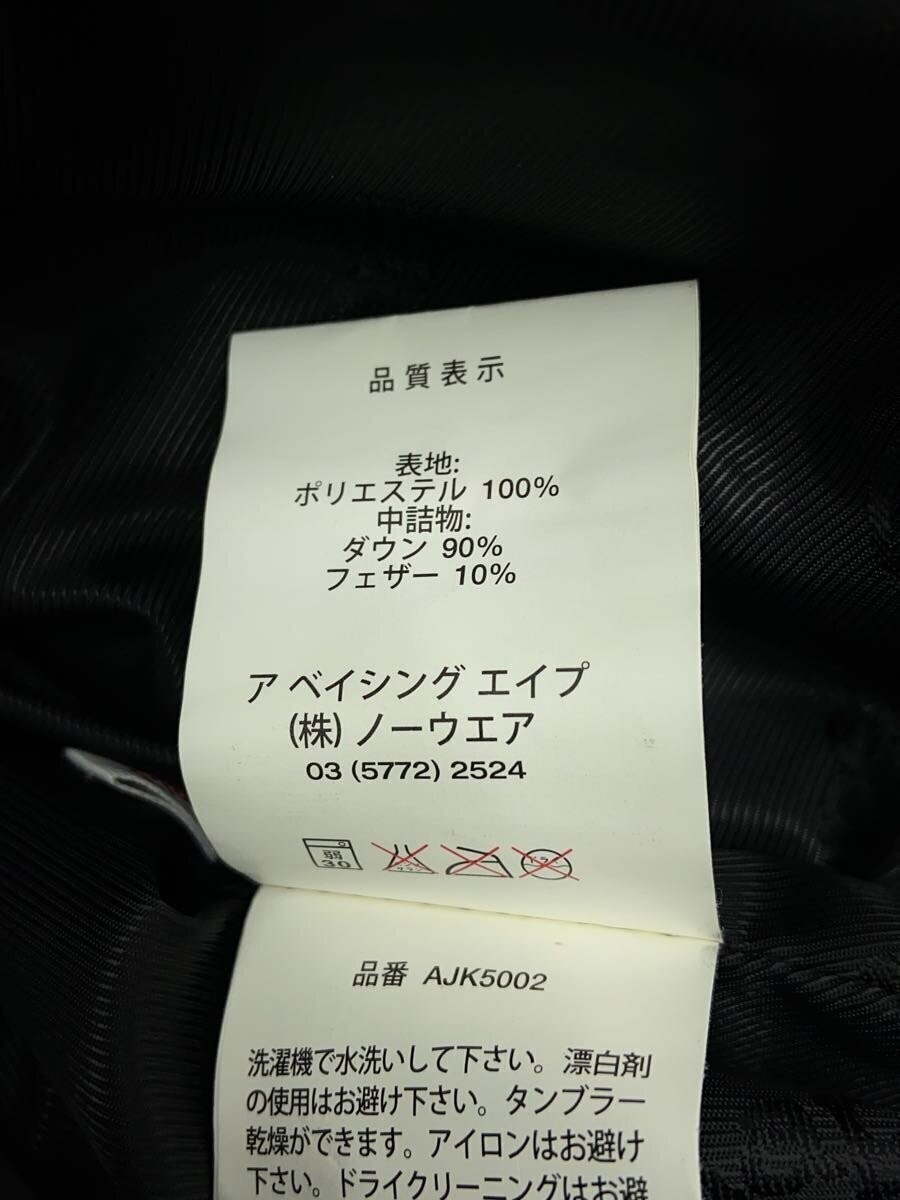 品質表示
表地:
ポリエステル 100%
中詰物:
ダウン 90%
フェザー 10%
ア ベイシング エイプ
(株) ノーウエア
03 (5772) 2524
弱
30
品番 AJK5002
洗濯機で水洗いして下さい。漂白剤
の使用はお避け下さい。タンブラー
乾燥ができます。アイロンはお避け
下さい。ドライクリーニングはお避